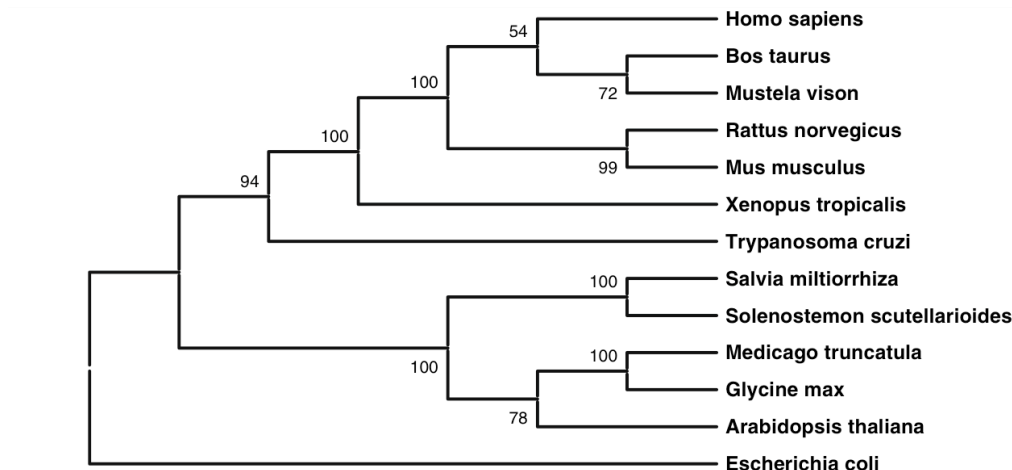 Homo sapiens
54
Bos taurus
100
72
Mustela vison
Rattus norvegicus
100
99
Mus musculus
94
Xenopus tropicalis
Trypanosoma cruzi
100
Salvia miltiorrhiza
Solenostemon scutellarioides
100
Medicago truncatula
100
Glycine max
78
Arabidopsis thaliana
Escherichia coli